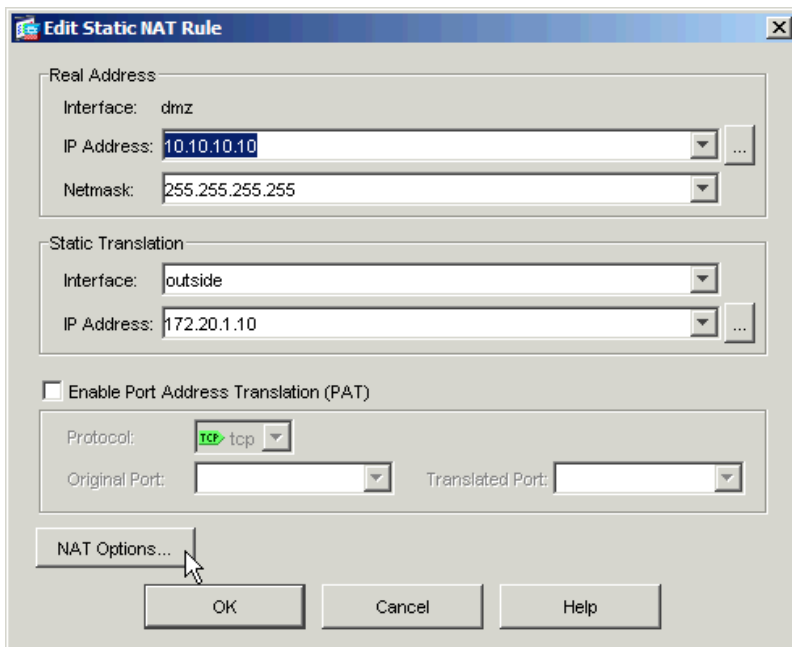 Edit Static NAT Rule
Real Address
Interface: dmz
IP Address: 10.10.10.10 ...
Netmask: 255.255.255.255
Static Translation
Interface: outside
IP Address: 172.20.1.10 ...
Enable Port Address Translation (PAT)
Protocol: TCP tcp
Original Port: Translated Port:
NAT Options...
OK Cancel Help